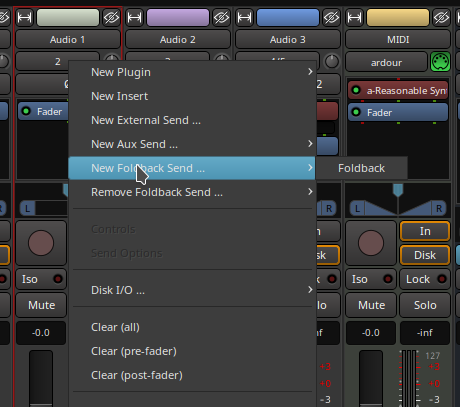 Audio 1 Audio 2 Audio 3 MIDI
2 ardour
New Plugin
a-Reasonable Syn
New Insert
Fader Fader
New External Send ...
New Aux Send ...
New Foldback Send ... Foldback
Remove Foldback Send ...
L R L R
Controls
In
Send Options
Disk
Iso Iso Lock
Disk I/O ...
Mute Mute Solo
Clear (all)
-0.0 -0.0 -inf
Clear (pre-fader)
127
+3
Clear (post-fader)
+0
-3 -3